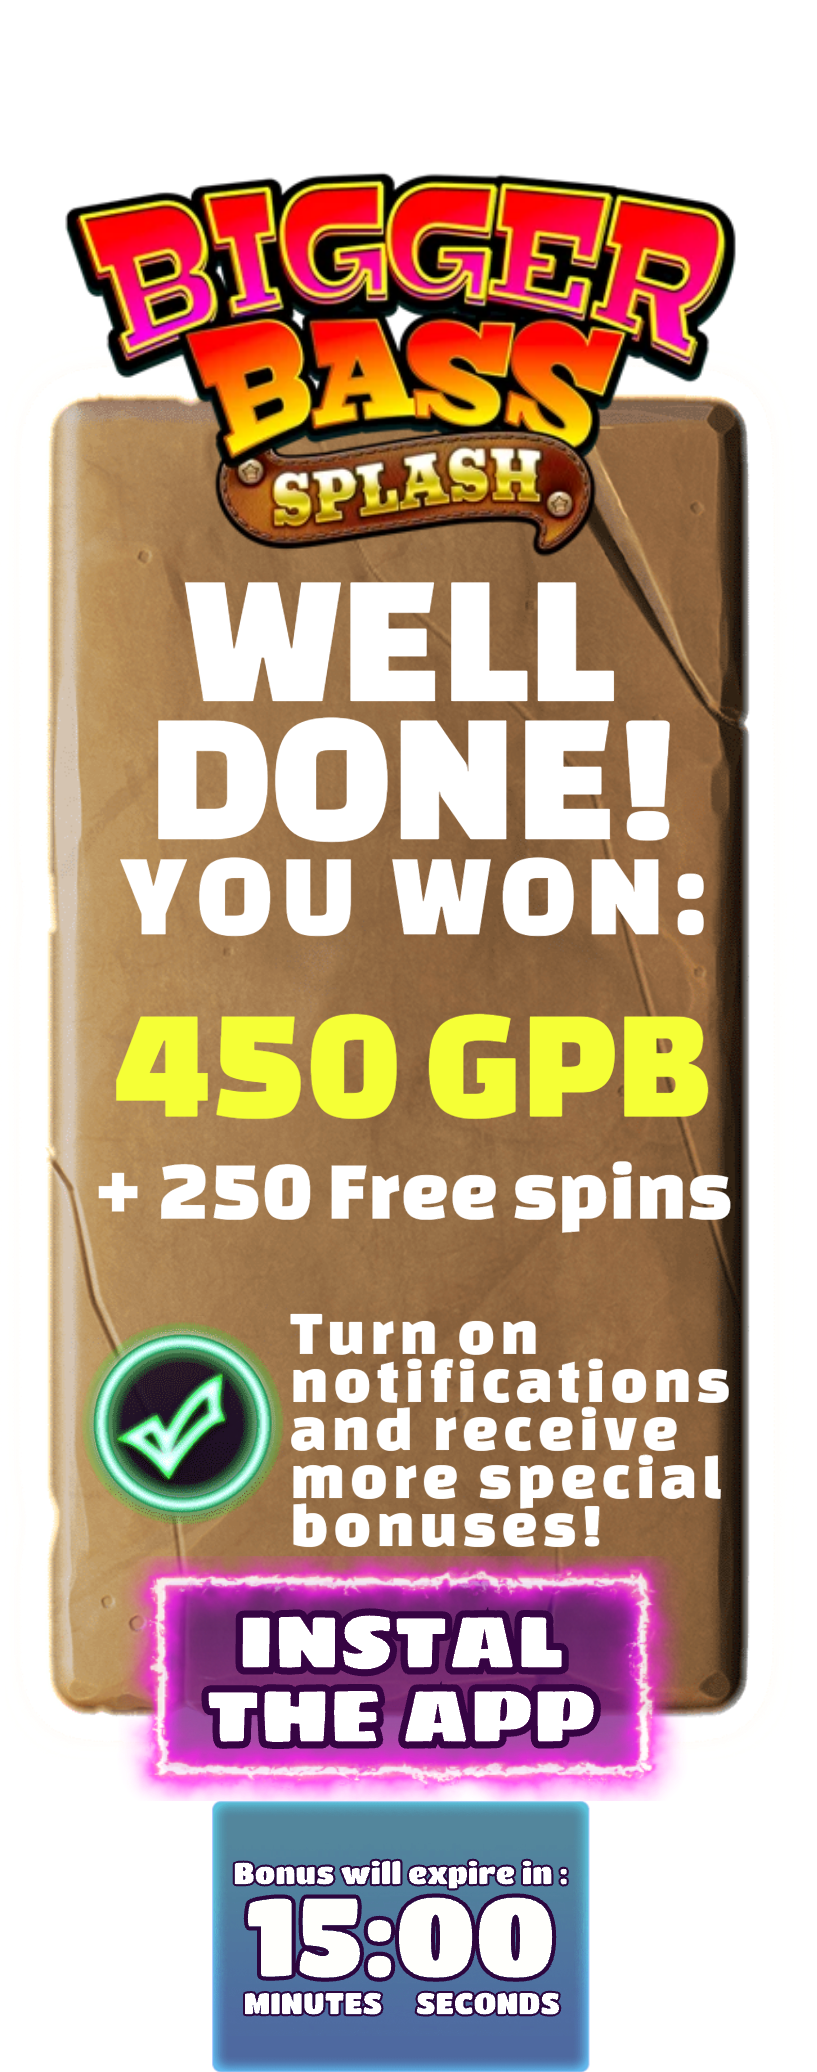 BIGGER
BASS
SPLASH
WELL
DONE!
YOU WON:
450 GPB
+ 250 Free spins
Turn on
notifications
and receive
more special
bonuses!
INSTAL
THE APP
Bonus will expire in :
15:00
MINUTES SECONDS